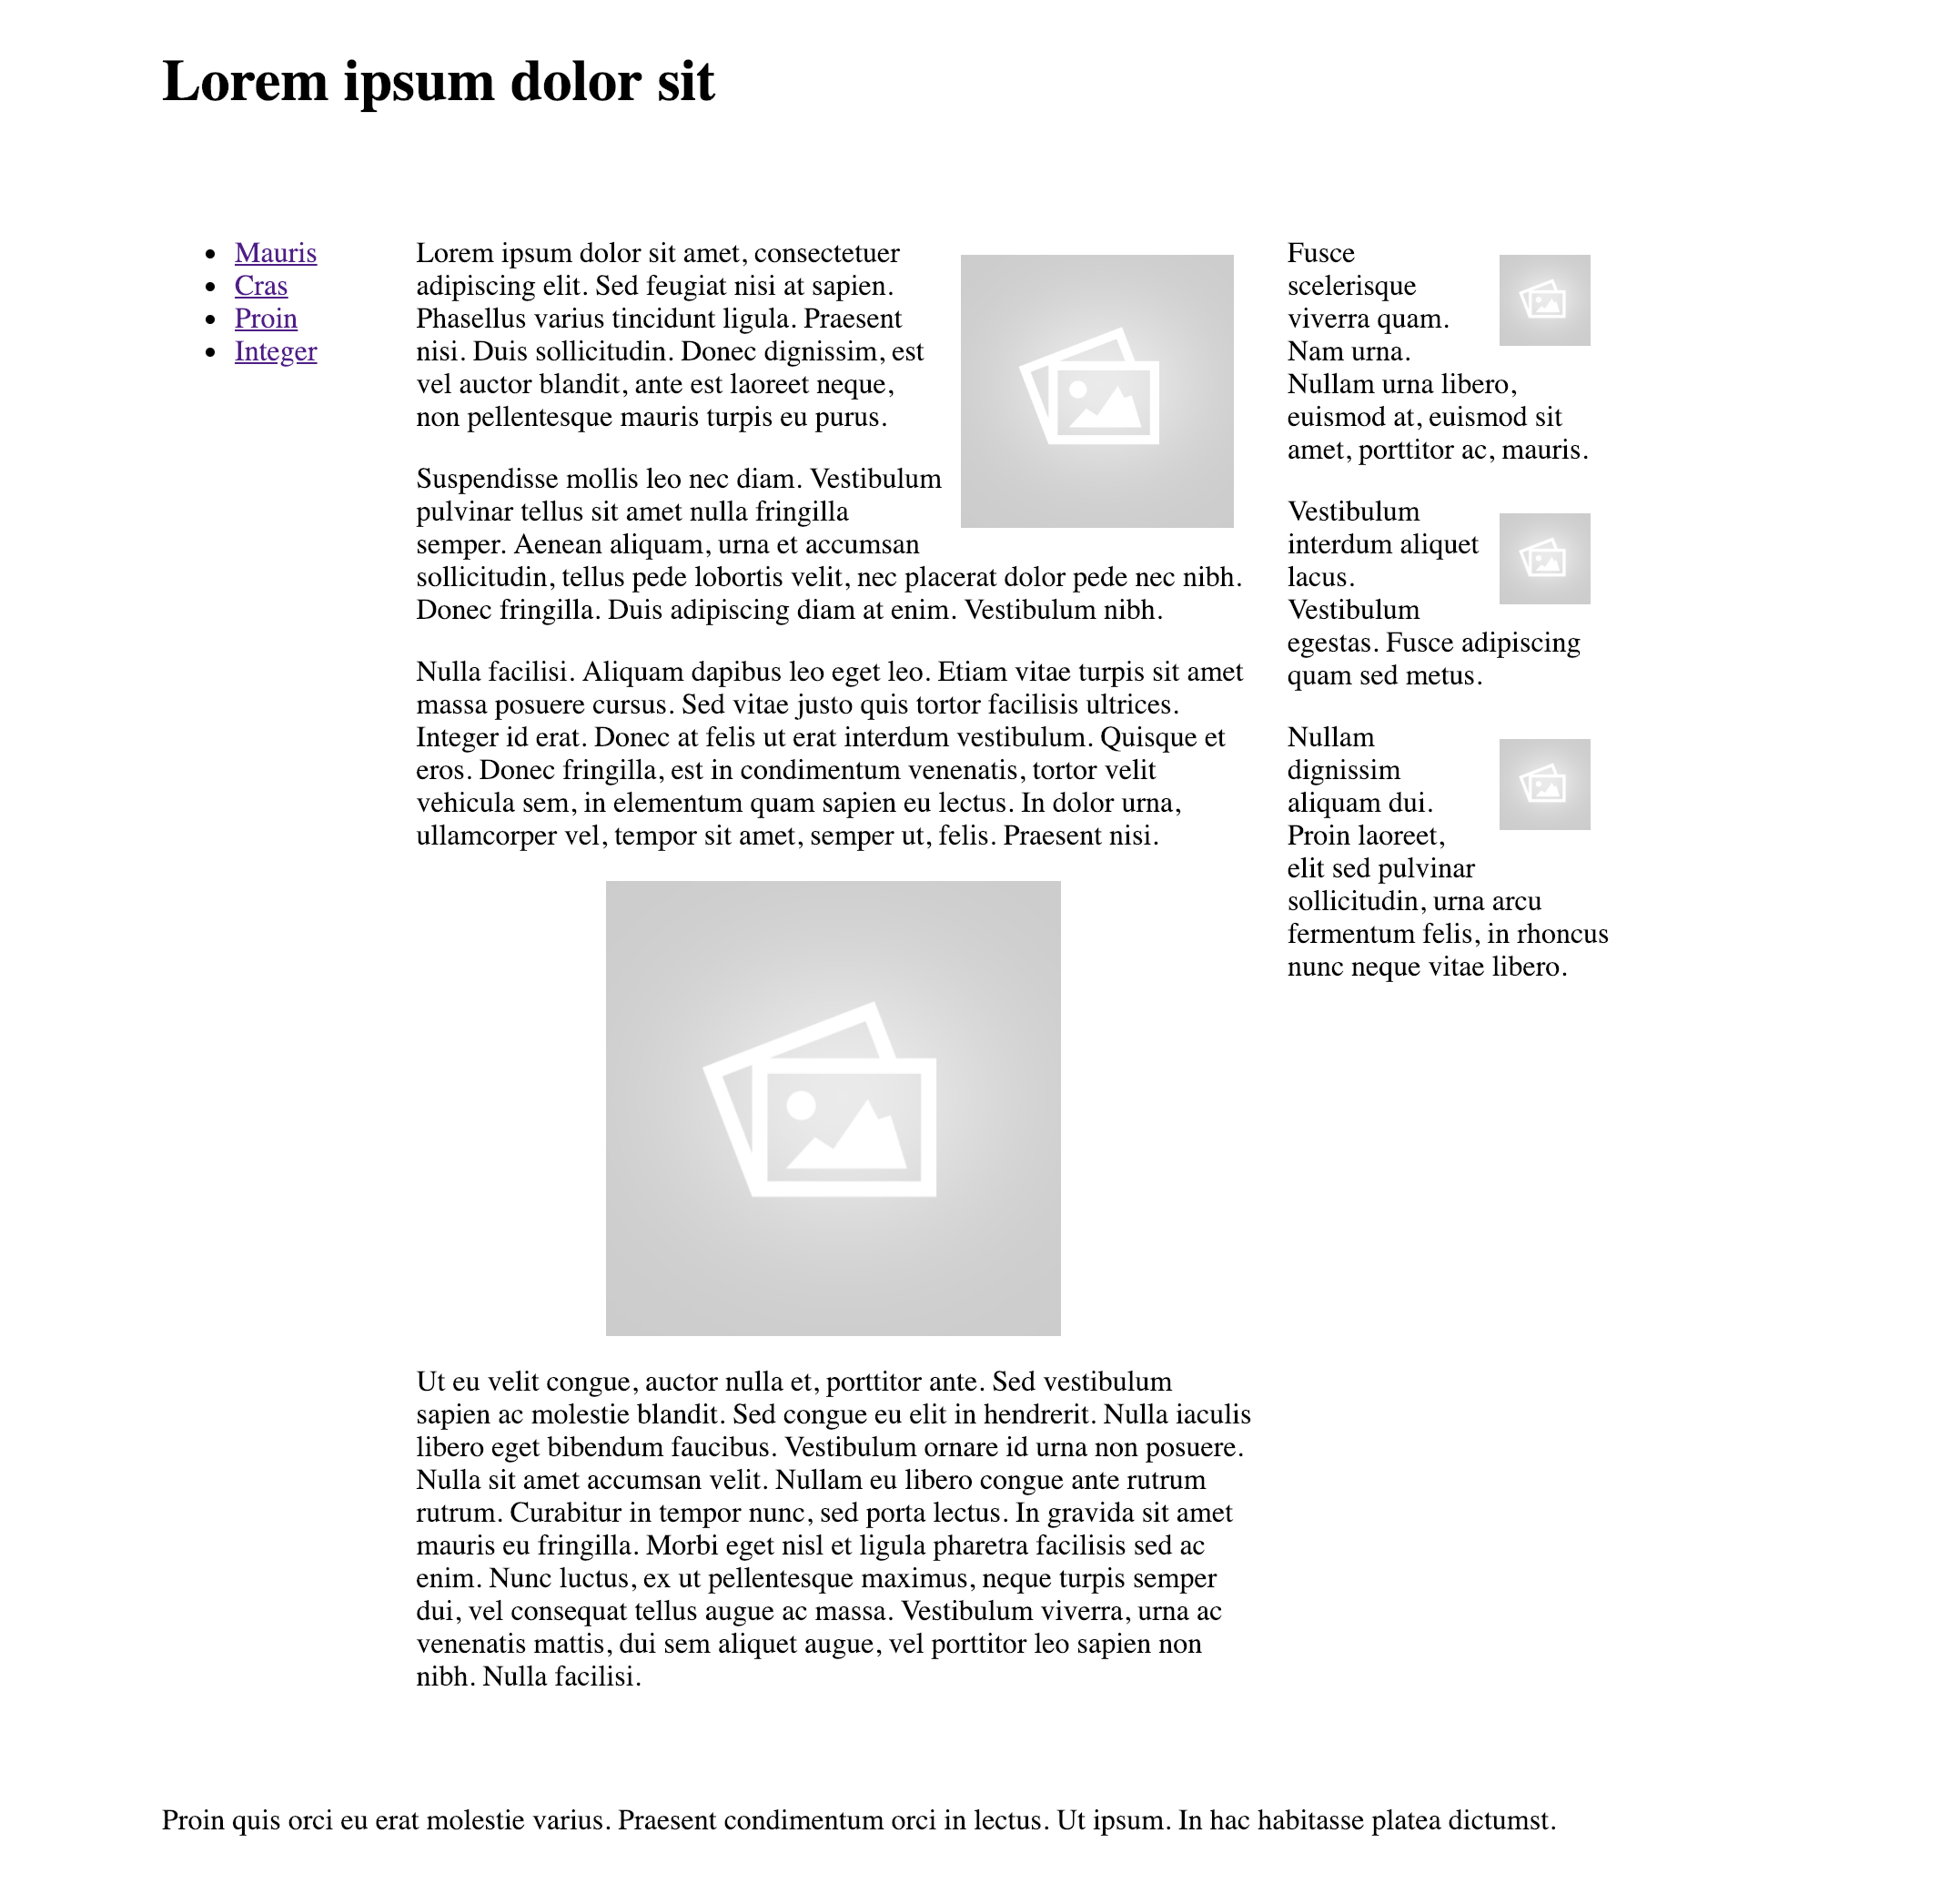 Lorem ipsum dolor sit
Mauris
Cras
Proin
Integer
Lorem ipsum dolor sit amet, consectetuer
adipiscing elit. Sed feugiat nisi at sapien.
Phasellus varius tincidunt ligula. Praesent
nisi. Duis sollicitudin. Donec dignissim, est
vel auctor blandit, ante est laoreet neque,
non pellentesque mauris turpis eu purus.
Suspendisse mollis leo nec diam. Vestibulum
pulvinar tellus sit amet nulla fringilla
semper. Aenean aliquam, urna et accumsan
sollicitudin, tellus pede lobortis velit, nec placerat dolor pede nec nibh.
Donec fringilla. Duis adipiscing diam at enim. Vestibulum nibh.
Nulla facilisi. Aliquam dapibus leo eget leo. Etiam vitae turpis sit amet
massa posuere cursus. Sed vitae justo quis tortor facilisis ultrices.
Integer id erat. Donec at felis ut erat interdum vestibulum. Quisque et
eros. Donec fringilla, est in condimentum venenatis, tortor velit
vehicula sem, in elementum quam sapien eu lectus. In dolor urna,
ullamcorper vel, tempor sit amet, semper ut, felis. Praesent nisi.
Ut eu velit congue, auctor nulla et, porttitor ante. Sed vestibulum
sapien ac molestie blandit. Sed congue eu elit in hendrerit. Nulla iaculis
libero eget bibendum faucibus. Vestibulum ornare id urna non posuere.
Nulla sit amet accumsan velit. Nullam eu libero congue ante rutrum
rutrum. Curabitur in tempor nunc, sed porta lectus. In gravida sit amet
mauris eu fringilla. Morbi eget nisl et ligula pharetra facilisis sed ac
enim. Nunc luctus, ex ut pellentesque maximus, neque turpis semper
dui, vel consequat tellus augue ac massa. Vestibulum viverra, urna ac
venenatis mattis, dui sem aliquet augue, vel porttitor leo sapien non
nibh. Nulla facilisi.
Fusce
scelerisque
viverra quam.
Nam urna.
Nullam urna libero,
euismod at, euismod sit
amet, porttitor ac, mauris.
Vestibulum
interdum aliquet
lacus.
Vestibulum
egestas. Fusce adipiscing
quam sed metus.
Nullam
dignissim
aliquam dui.
Proin laoreet,
elit sed pulvinar
sollicitudin, urna arcu
fermentum felis, in rhoncus
nunc neque vitae libero.
Proin quis orci eu erat molestie varius. Praesent condimentum orci in lectus. Ut ipsum. In hac habitasse platea dictumst.